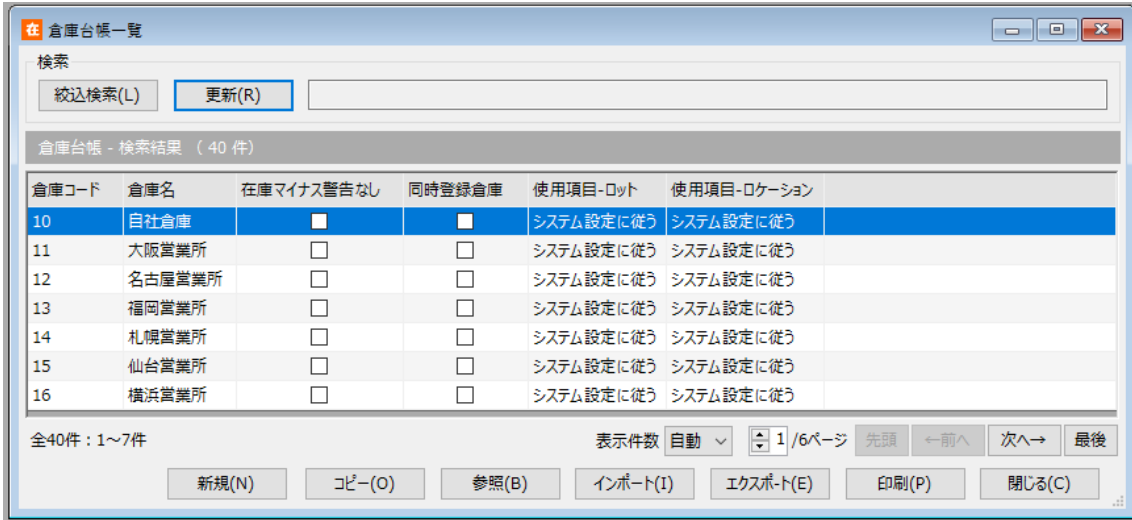 在 倉庫台帳一覧
検索
絞込検索(L) 更新(R)
倉庫台帳 - 検索結果 （ 40 件）
倉庫コード 倉庫名 在庫マイナス警告なし 同時登録倉庫 使用項目-ロット 使用項目-ロケーション
10 自社倉庫 システム設定に従う システム設定に従う
11 大阪営業所 システム設定に従う システム設定に従う
12 名古屋営業所 システム設定に従う システム設定に従う
13 福岡営業所 システム設定に従う システム設定に従う
14 札幌営業所 システム設定に従う システム設定に従う
15 仙台営業所 システム設定に従う システム設定に従う
16 横浜営業所 システム設定に従う システム設定に従う
全40件：1～7件 表示件数 自動 1 /6ページ 先頭 ←前へ 次へ→ 最後
新規(N) コピー(O) 参照(B) インポート(I) エクスポート(E) 印刷(P) 閉じる(C)